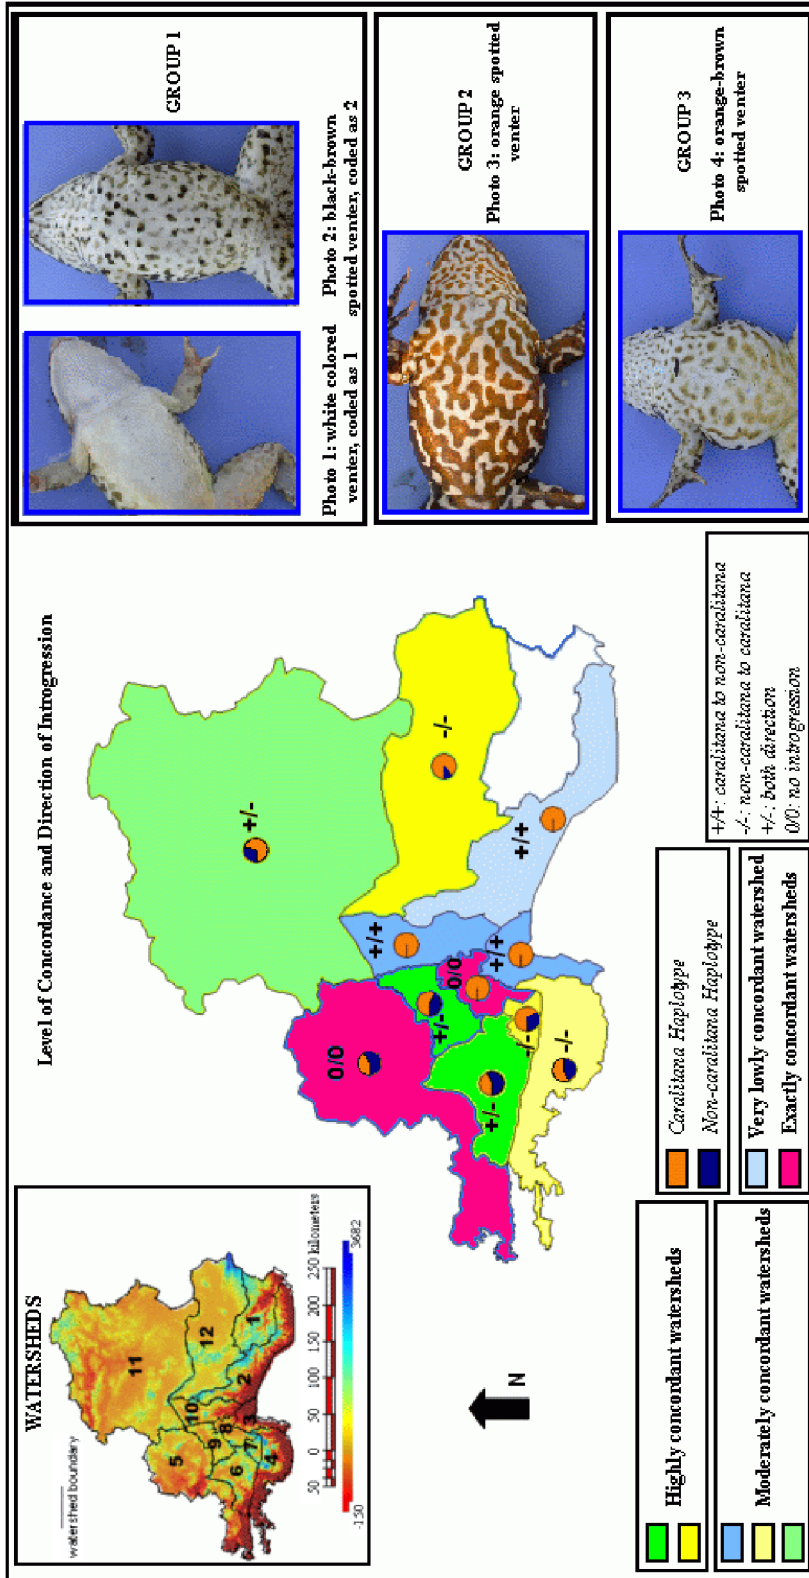 WATERSHEDS
watershed boundary
11
12
5
10
9
8
6
7
2
3
1
4
50 0 50 100 150 200 250 kilometers
-130 3682
N
Level of Concordance and Direction of Introgression
+/-
0/0
+/+
-/-
+/-
0/0
+/-
+/+
-/-
+/+
-/-
Highly concordant watersheds
Moderately concordant watersheds
Caralitana Haplotype
Non-caralitana Haplotype
Very lowly concordant watershed
Exactly concordant watersheds
+/+: caralitana to non-caralitana
-/-: non-caralitana to caralitana
+/-: both direction
0/0: no introgression
GROUP 1
Photo 1: white colored
venter, coded as 1
Photo 2: black-brown
spotted venter, coded as 2
GROUP 2
Photo 3: orange spotted
venter
GROUP 3
Photo 4: orange-brown
spotted venter